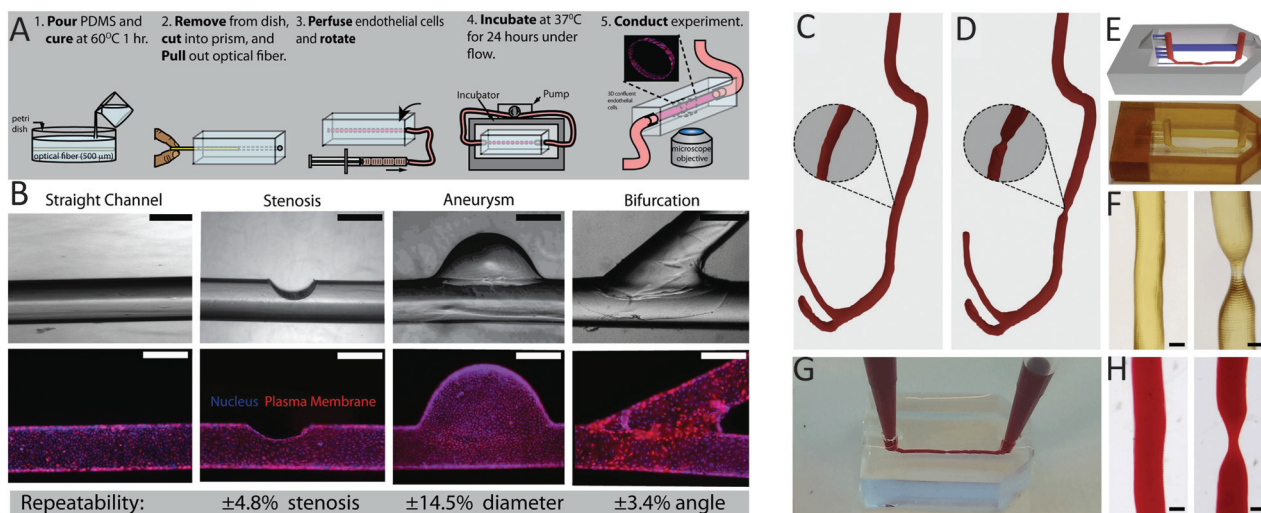 A
1. Pour PDMS and
cure at 60⁰C 1 hr.
2. Remove from dish,
cut into prism, and
Pull out optical fiber.
3. Perfuse endothelial cells
and rotate
4. Incubate at 37⁰C
for 24 hours under
flow.
5. Conduct experiment.
petri
dish
optical fiber (500 µm)
Incubator
Pump
3D confluent
endothelial
cells
microscope
objective
B
Straight Channel
Stenosis
Aneurysm
Bifurcation
Nucleus Plasma Membrane
Repeatability:
±4.8% stenosis
±14.5% diameter
±3.4% angle
C
D
E
F
G
H